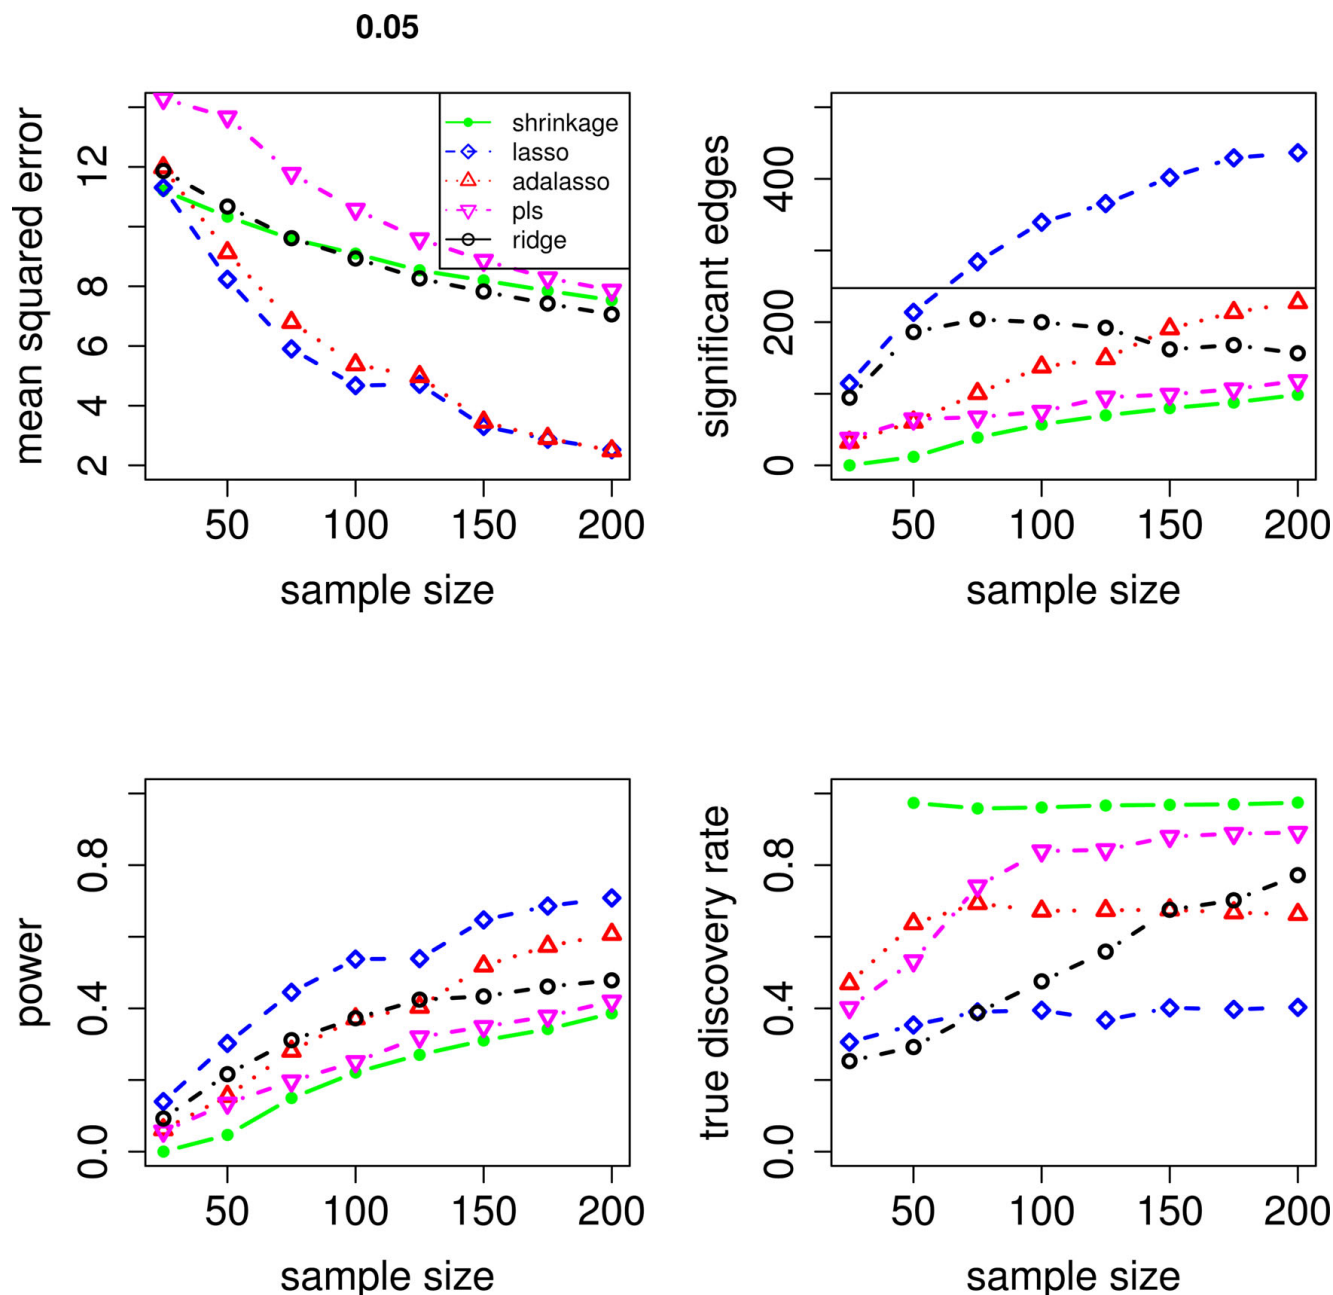 0.05
mean squared error
12
8
6
4
2
shrinkage
lasso
adalasso
pls
ridge
50 100 150 200
sample size
significant edges
400
200
0
50 100 150 200
sample size
power
0.8
0.4
0.0
50 100 150 200
sample size
true discovery rate
0.8
0.4
0.0
50 100 150 200
sample size